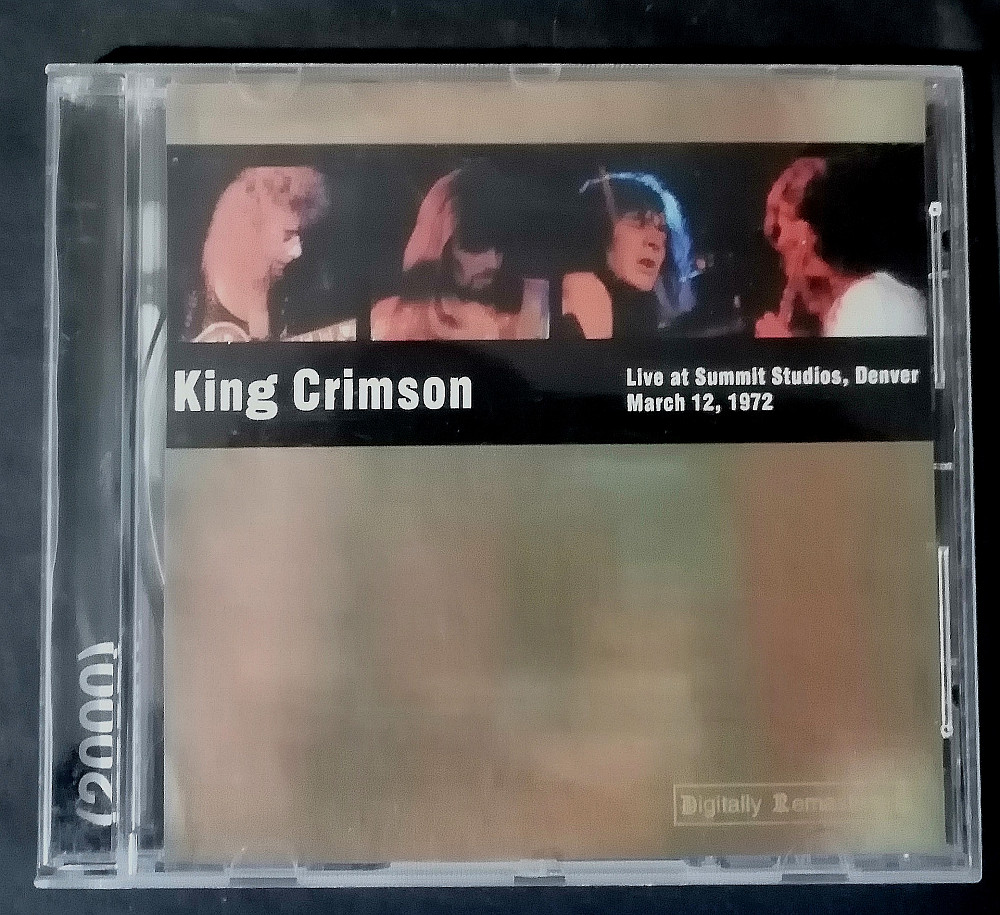 King Crimson
Live at Summit Studios, Denver
March 12, 1972
(2000)
Digitally